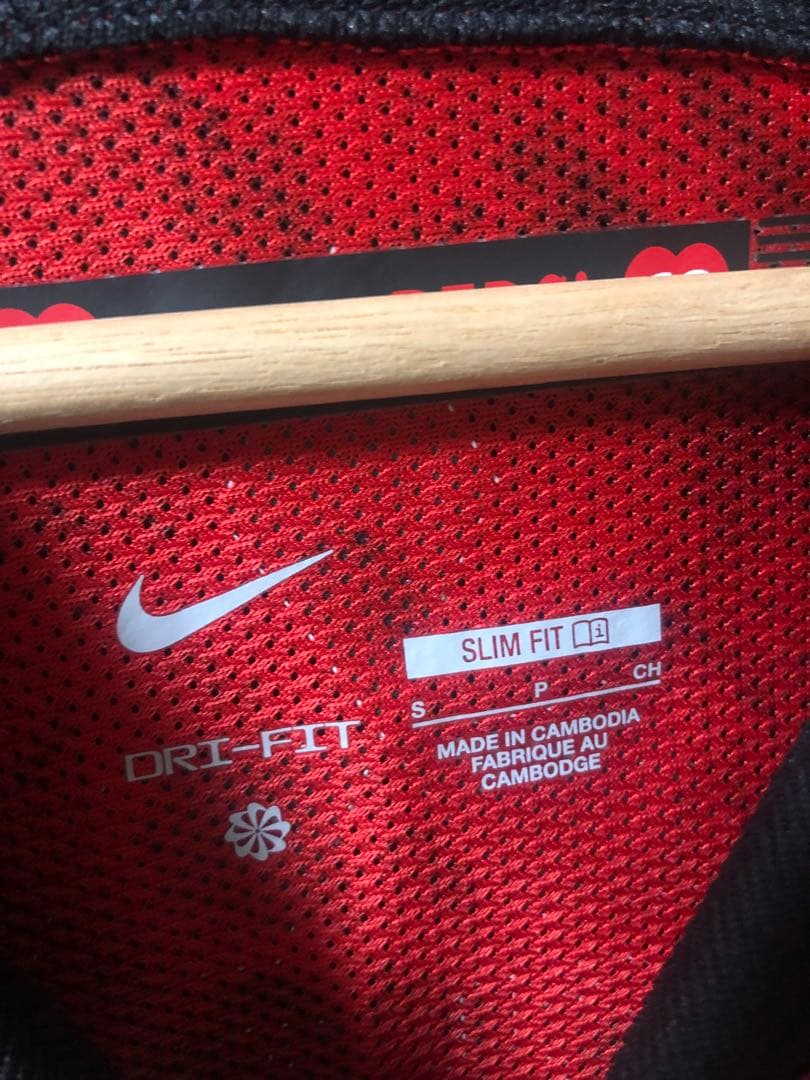 SLIM FIT
S P CH
DRI-FIT
MADE IN CAMBODIA
FABRIQUE AU
CAMBODGE